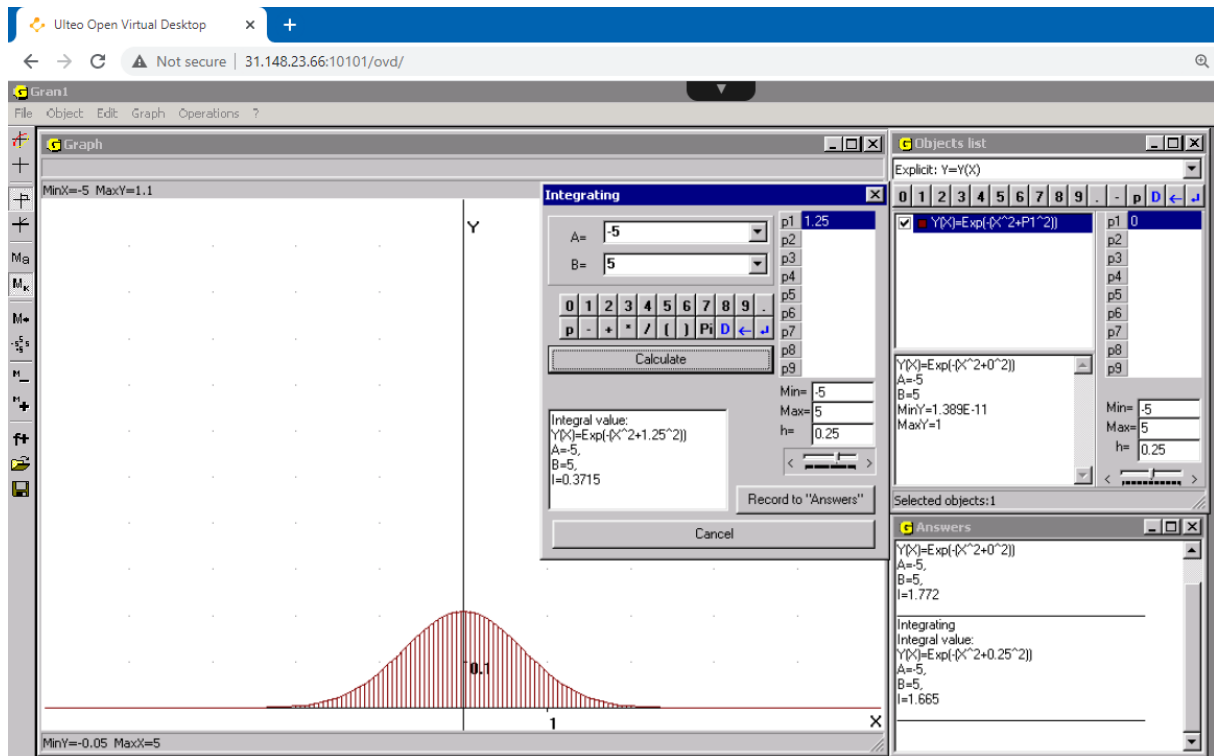 Ulteo Open Virtual Desktop
Not secure | 31.148.23.66:10101/ovd/
Gran1
File Object Edit Graph Operations ?
Graph
MinX=-5 MaxY=1.1
Y
0.1
1
X
MinY=-0.05 MaxX=5
Integrating
A= -5
B= 5
0 1 2 3 4 5 6 7 8 9 .
p - + * / ( ) Pi D ← ↲
Calculate
p1 1.25
p2
p3
p4
p5
p6
p7
p8
p9
Min= -5
Max= 5
h= 0.25
< >
Integral value:
Y(X)=Exp(-(X^2+1.25^2))
A=-5,
B=5,
I=0.3715
Record to "Answers"
Cancel
Objects list
Explicit: Y=Y(X)
0 1 2 3 4 5 6 7 8 9 . - p D ← ↲
Y(X)=Exp(-(X^2+P1^2))
p1 0
p2
p3
p4
p5
p6
p7
p8
p9
Y(X)=Exp(-(X^2+0^2))
A=-5
B=5
MinY=1.389E-11
MaxY=1
Min= -5
Max= 5
h= 0.25
< >
Selected objects:1
Answers
Y(X)=Exp(-(X^2+0^2))
A=-5,
B=5,
I=1.772
Integrating
Integral value:
Y(X)=Exp(-(X^2+0.25^2))
A=-5,
B=5,
I=1.665